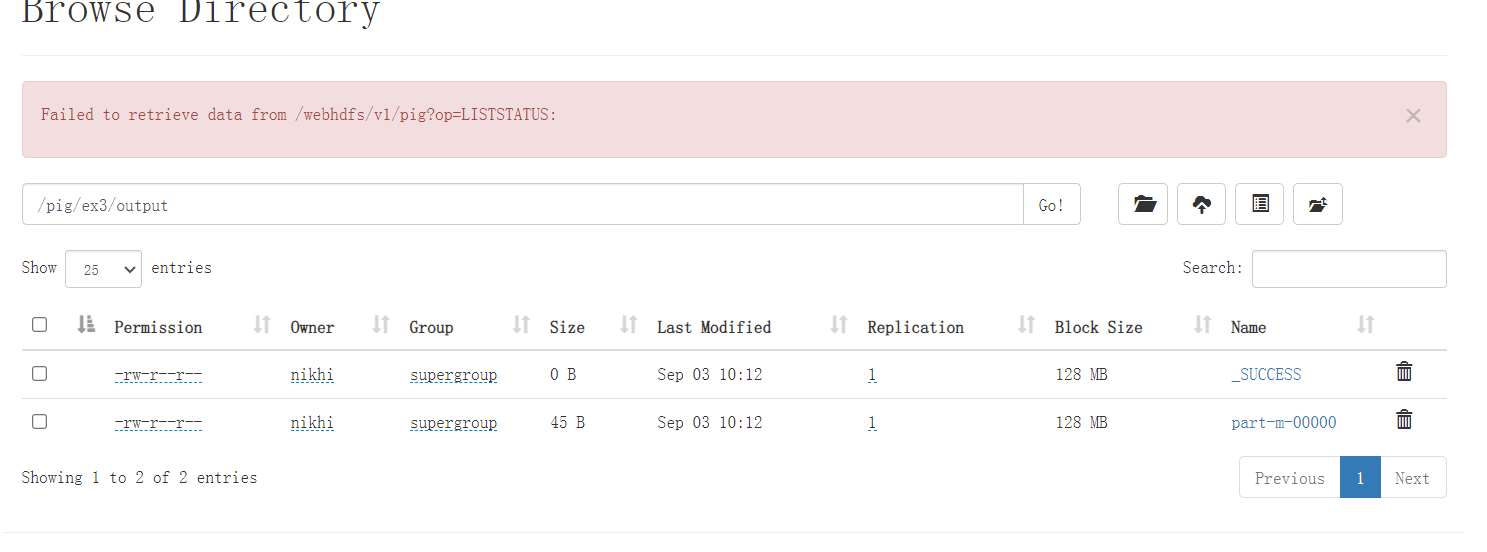 Browse Directory
Failed to retrieve data from /webhdfs/v1/pig?op=LISTSTATUS:
×
/pig/ex3/output Go!
Show 25 entries Search:
Permission Owner Group Size Last Modified Replication Block Size Name
-rw-r--r-- nikhi supergroup 0 B Sep 03 10:12 1 128 MB _SUCCESS
-rw-r--r-- nikhi supergroup 45 B Sep 03 10:12 1 128 MB part-m-00000
Showing 1 to 2 of 2 entries Previous 1 Next